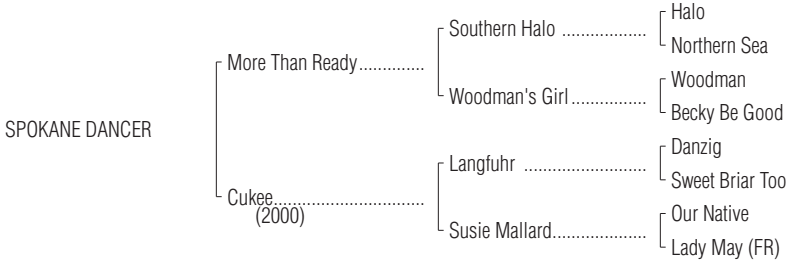 Halo
Southern Halo ..................
Northern Sea
More Than Ready..............
Woodman
Woodman's Girl................
Becky Be Good
SPOKANE DANCER
Danzig
Langfuhr ..........................
Sweet Briar Too
Cukee................................
(2000)
Our Native
Susie Mallard....................
Lady May (FR)